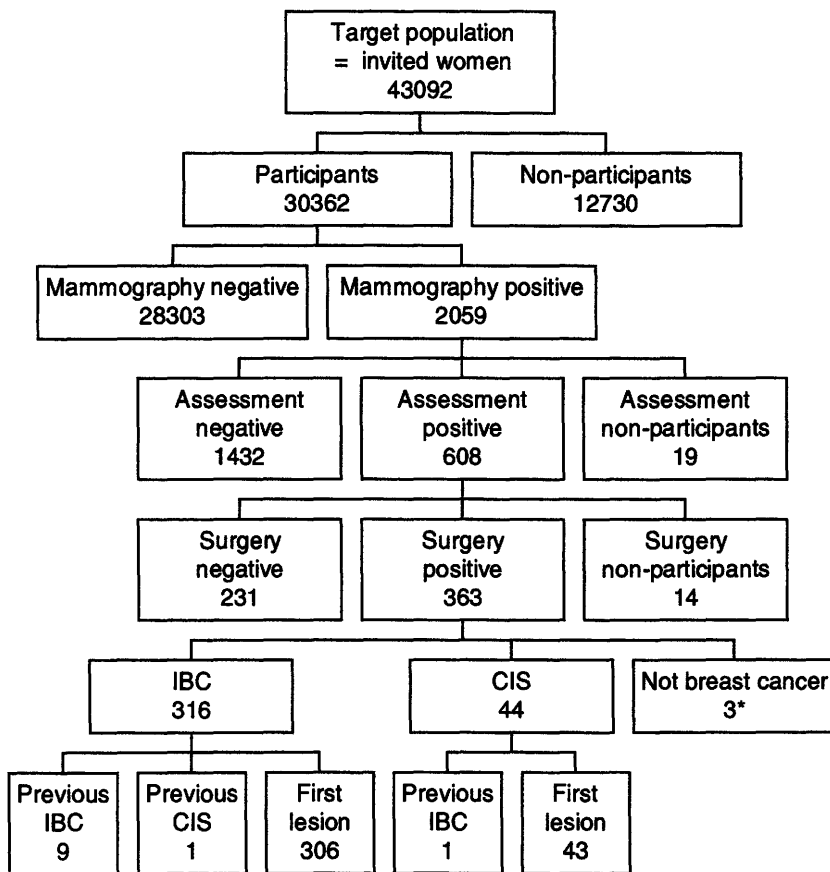 Target population
= invited women
43092
Participants
30362
Non-participants
12730
Mammography negative
28303
Mammography positive
2059
Assessment
negative
1432
Assessment
positive
608
Assessment
non-participants
19
Surgery
negative
231
Surgery
positive
363
Surgery
non-participants
14
IBC
316
CIS
44
Not breast cancer
3*
Previous
IBC
9
Previous
CIS
1
First
lesion
306
Previous
IBC
1
First
lesion
43